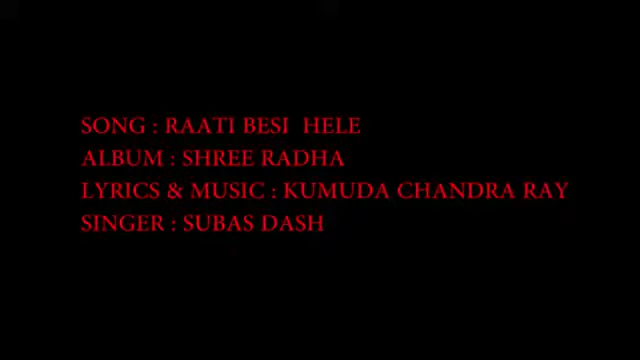 SONG : RAATI BESI  HELE
ALBUM : SHREE RADHA
LYRICS & MUSIC : KUMUDA CHANDRA RAY
SINGER : SUBAS DASH